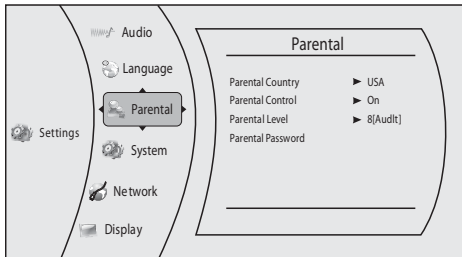 Settings
Audio
Language
Parental
System
Network
Display
Parental
Parental Country ► USA
Parental Control ► On
Parental Level ► 8[Audlt]
Parental Password